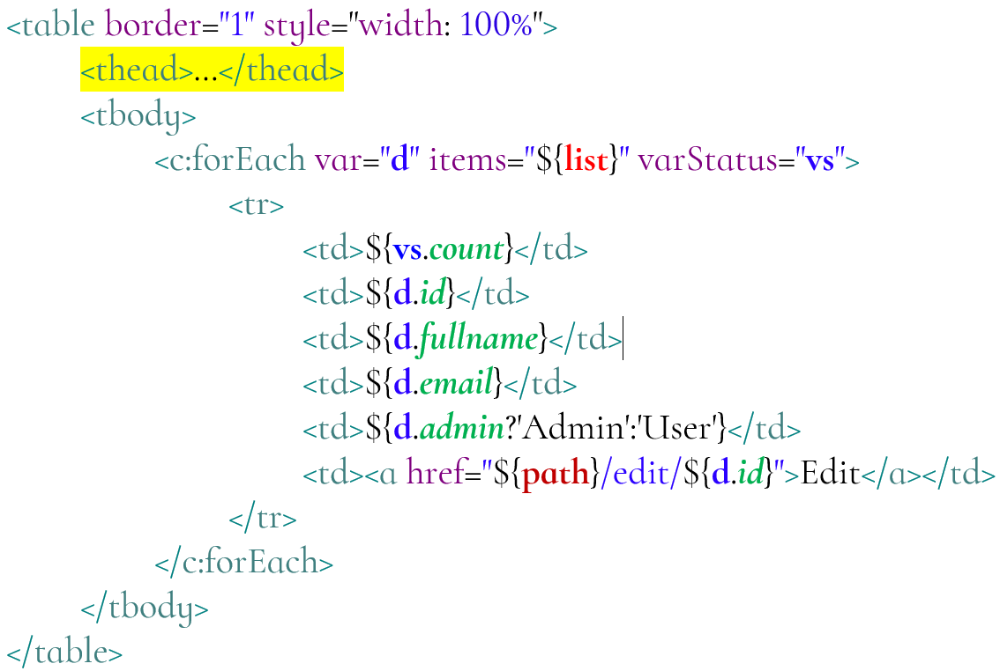 <table border="1" style="width: 100%">
<thead>...</thead>
<tbody>
<c:forEach var="d" items="${list}" varStatus="vs">
<tr>
<td>${vs.count}</td>
<td>${d.id}</td>
<td>${d.fullname}</td>
<td>${d.email}</td>
<td>${d.admin?'Admin':'User'}</td>
<td><a href="${path}/edit/${d.id}">Edit</a></td>
</tr>
</c:forEach>
</tbody>
</table>